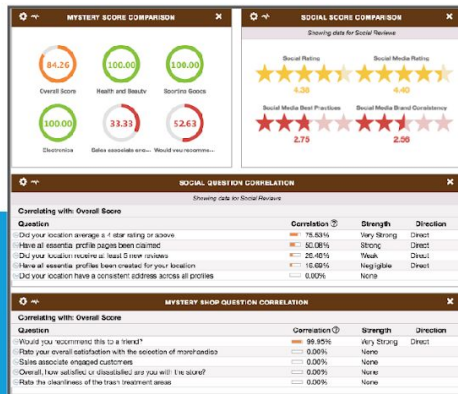 MYSTERY SCORE COMPARISON
84.26
100.00
100.00
Overall Score
Health and Beauty
Sporting Goods
100.00
33.33
52.63
Electronics
Sales associate eng...
Would you recomme...
SOCIAL SCORE COMPARISON
Showing data for Social Reviews
Social Rating
Social Media Rating
4.38
4.40
Social Media Best Practices
Social Media Brand Consistency
2.75
2.56
SOCIAL QUESTION CORRELATION
Showing data for Social Reviews
Correlating with: Overall Score
Question Correlation Strength Direction
Did your location average a 4 star rating or above 75.53% Very Strong Direct
Have all essential profile pages been claimed 50.08% Strong Direct
Did your location receive at least 5 new reviews Weak Direct
Have all essential profiles been created for your location Negligible Direct
Did your location have a consistent address across all profiles 0.00% None
MYSTERY SHOP QUESTION CORRELATION
Correlating with: Overall Score
Question Correlation Strength Direction
Would you recommend this to a friend? 99.95% Very Strong Direct
Rate your overall satisfaction with the selection of merchandise 0.00% None
Sales associate engaged customers 0.00% None
Overall, how satisfied or dissatisfied are you with the store? 0.00% None
Rate the cleanliness of the trash treatment areas 0.00% None